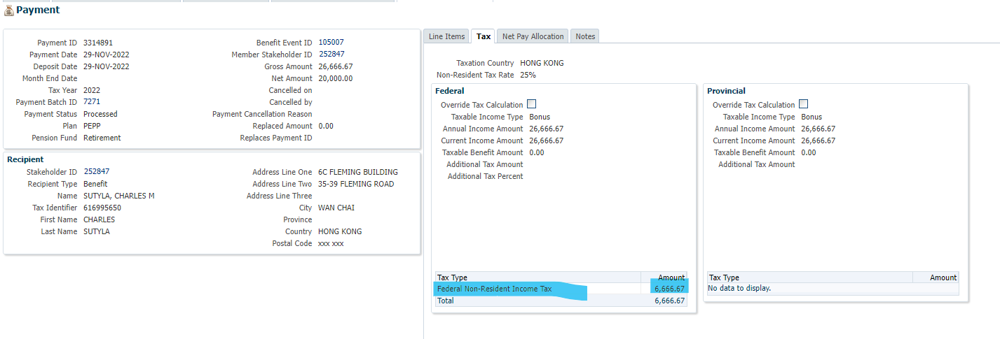 Payment
Payment ID 3314891
Payment Date 29-NOV-2022
Deposit Date 29-NOV-2022
Month End Date
Tax Year 2022
Payment Batch ID 7271
Payment Status Processed
Plan PEPP
Pension Fund Retirement
Benefit Event ID 105007
Member Stakeholder ID 252847
Gross Amount 26,666.67
Net Amount 20,000.00
Cancelled on
Cancelled by
Payment Cancellation Reason
Replaced Amount 0.00
Replaces Payment ID
Recipient
Stakeholder ID 252847
Recipient Type Benefit
Name SUTYLA, CHARLES M
Tax Identifier 616995650
First Name CHARLES
Last Name SUTYLA
Address Line One 6C FLEMING BUILDING
Address Line Two 35-39 FLEMING ROAD
Address Line Three
City WAN CHAI
Province
Country HONG KONG
Postal Code xxx xxx
Line Items Tax Net Pay Allocation Notes
Taxation Country HONG KONG
Non-Resident Tax Rate 25%
Federal
Override Tax Calculation
Taxable Income Type Bonus
Annual Income Amount 26,666.67
Current Income Amount 26,666.67
Taxable Benefit Amount 0.00
Additional Tax Amount
Additional Tax Percent
Tax Type Amount
Federal Non-Resident Income Tax 6,666.67
Total 6,666.67
Provincial
Override Tax Calculation
Taxable Income Type Bonus
Annual Income Amount 26,666.67
Current Income Amount 26,666.67
Taxable Benefit Amount 0.00
Additional Tax Amount
Tax Type Amount
No data to display.